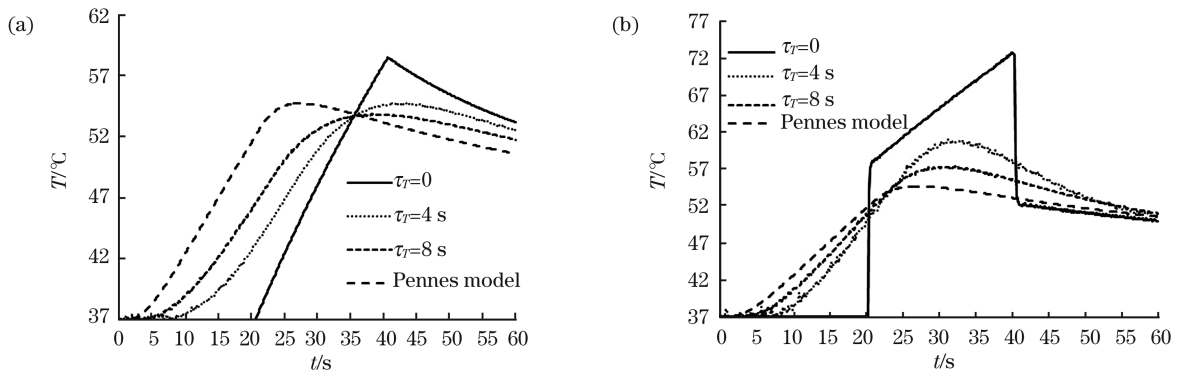 (a)
62
57
52
47
42
37
T/℃
τT=0
τT=4 s
τT=8 s
Pennes model
0 5 10 15 20 25 30 35 40 45 50 55 60
t/s
(b)
77
72
67
62
57
52
47
42
37
T/℃
τT=0
τT=4 s
τT=8 s
Pennes model
0 5 10 15 20 25 30 35 40 45 50 55 60
t/s